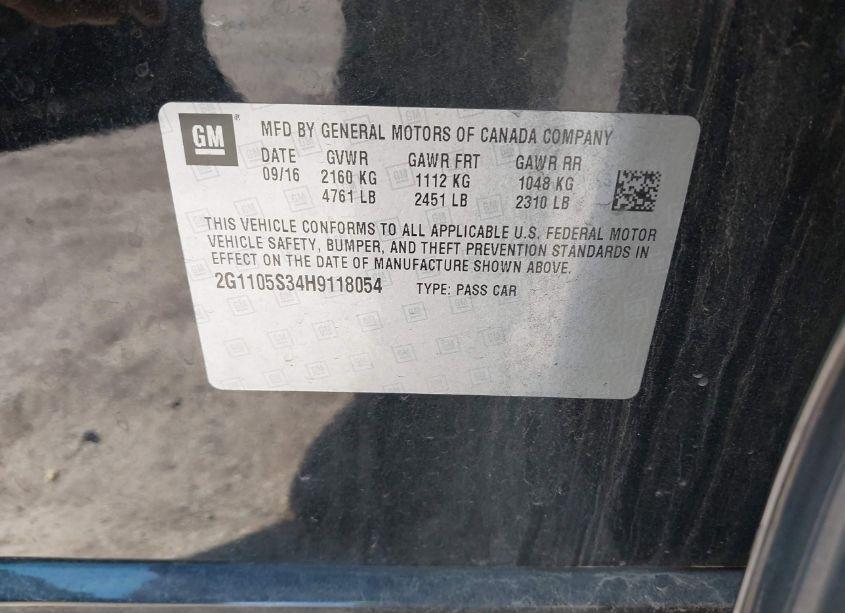 GM ® MFD BY GENERAL MOTORS OF CANADA COMPANY
DATE GVWR GAWR FRT GAWR RR
09/16 2160 KG 1112 KG 1048 KG
4761 LB 2451 LB 2310 LB
THIS VEHICLE CONFORMS TO ALL APPLICABLE U.S. FEDERAL MOTOR
VEHICLE SAFETY, BUMPER, AND THEFT PREVENTION STANDARDS IN
EFFECT ON THE DATE OF MANUFACTURE SHOWN ABOVE.
2G1105S34H9118054 TYPE: PASS CAR